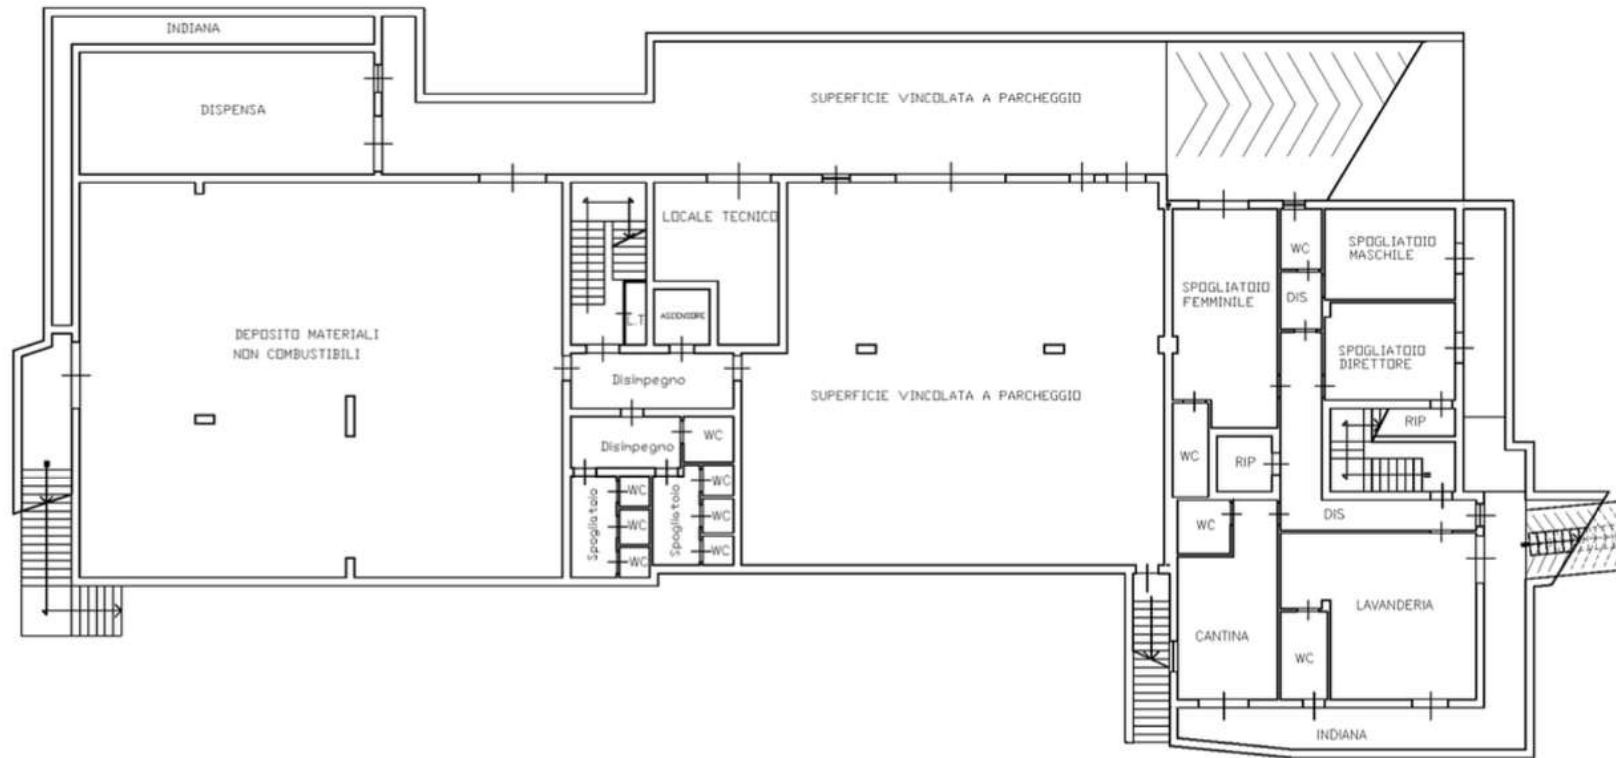 INDIANA
DISPENSA
SUPERFICIE VINCOLATA A PARCHEGGIO
LOCALE TECNICO
L.T.
ASCENSORE
DEPOSITO MATERIALI
NON COMBUSTIBILI
Disimpegno
Disimpegno
WC
Spogliatoio
WC
WC
WC
Spogliatoio
WC
WC
WC
SUPERFICIE VINCOLATA A PARCHEGGIO
SPOGLIATOIO
FEMMINILE
WC
DIS
SPOGLIATOIO
MASCHILE
SPOGLIATOIO
DIRETTORE
RIP
WC
RIP
WC
DIS
CANTINA
WC
LAVANDERIA
INDIANA